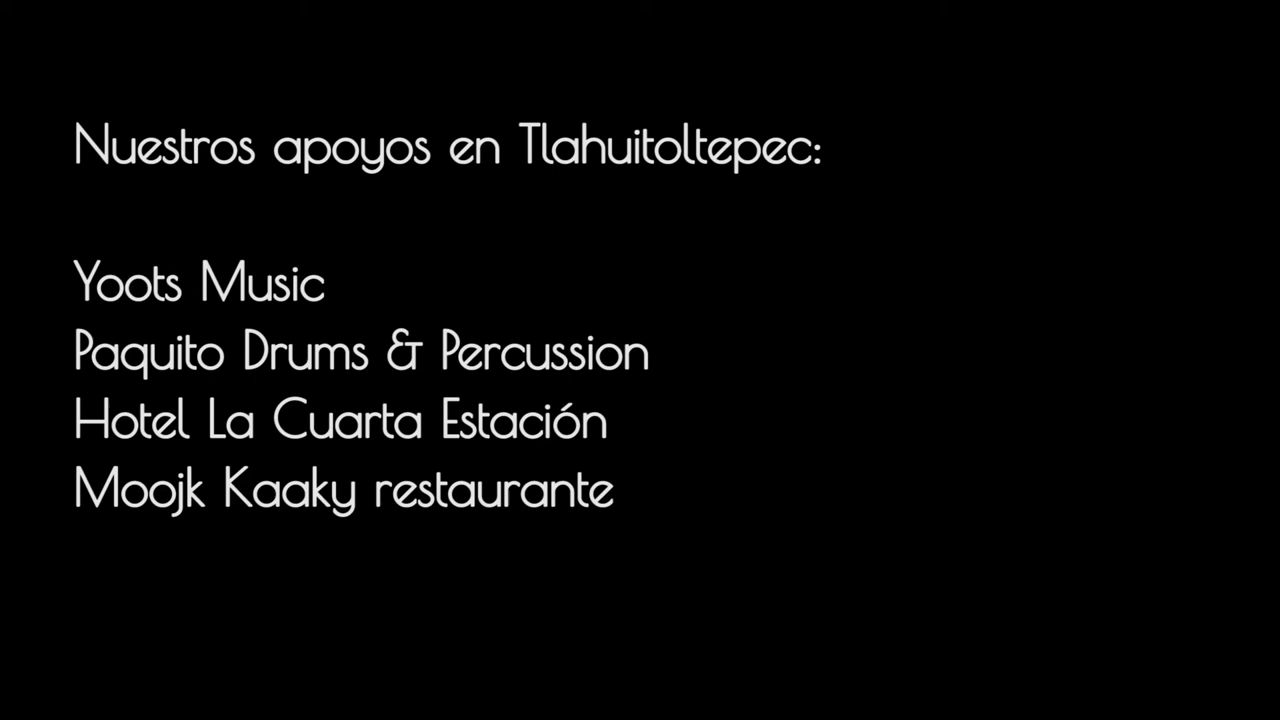 Nuestros apoyos en Tlahuitoltepec:
Yoots Music
Paquito Drums & Percussion
Hotel La Cuarta Estación
Moojk Kaaky restaurante